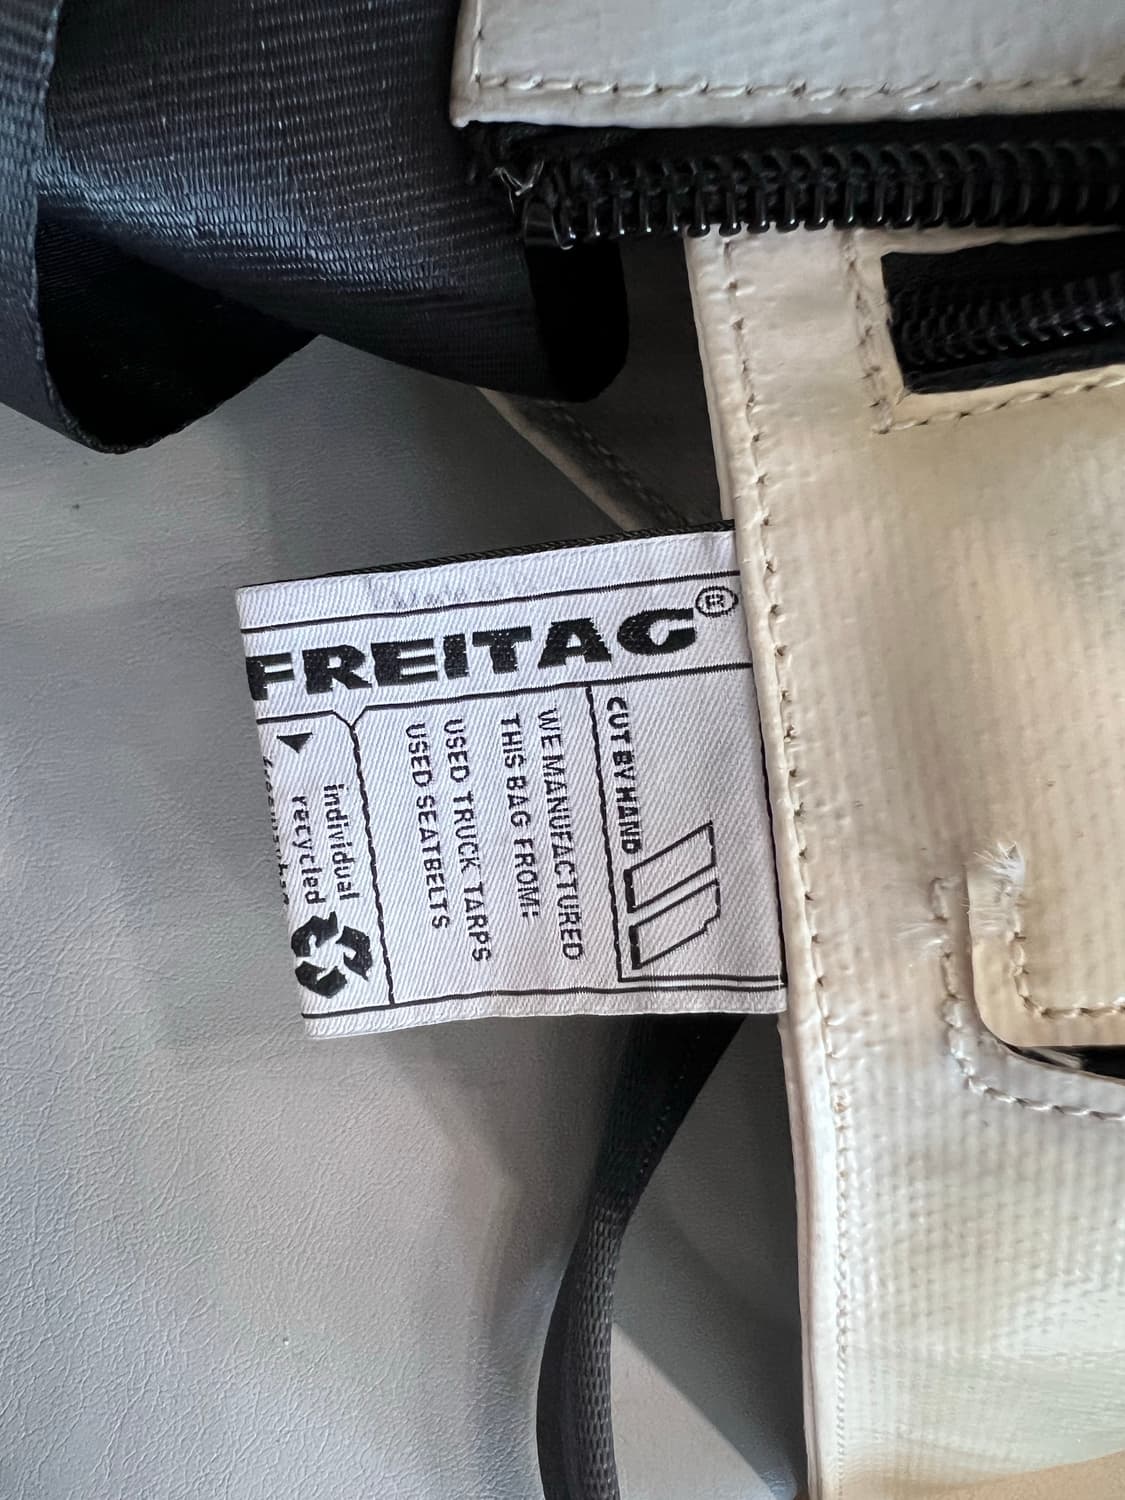 FREITAG®
CUT BY HAND
WE MANUFACTURED
THIS BAG FROM:
USED TRUCK TARPS
USED SEATBELTS
individual
recycled